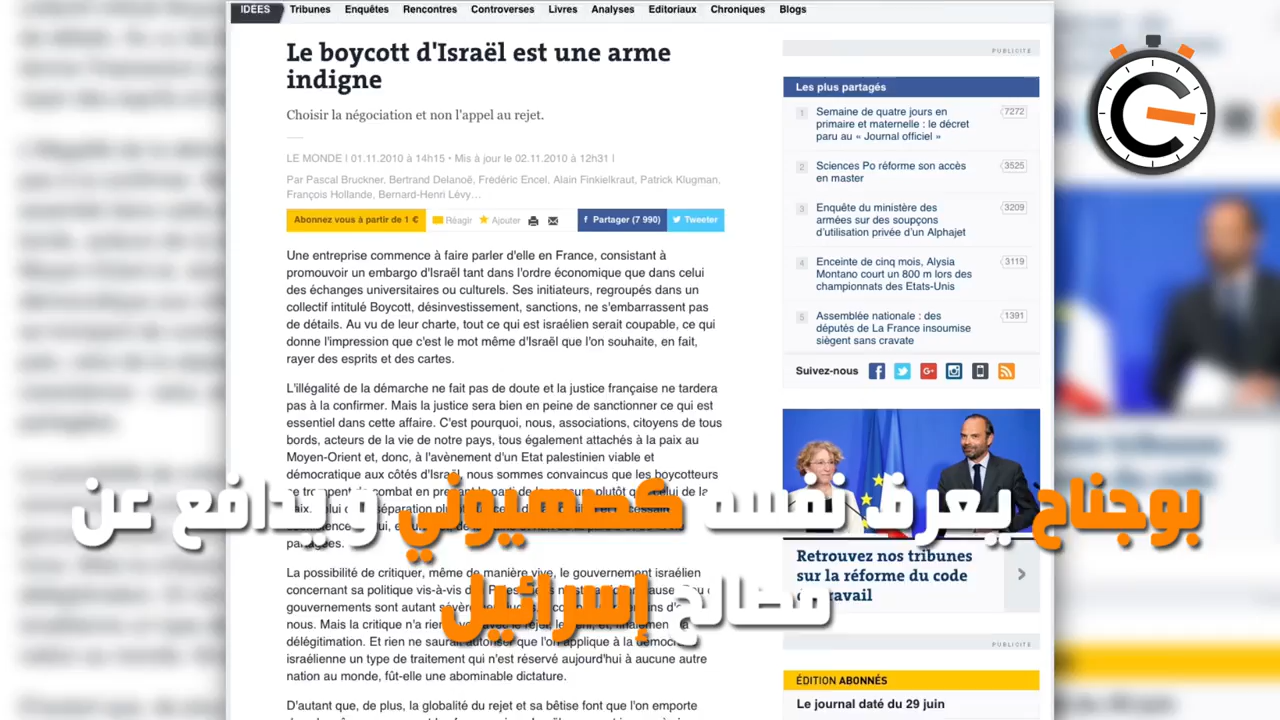 IDÉES Tribunes Enquêtes Rencontres Controverses Livres Analyses Editoriaux Chroniques Blogs
Le boycott d'Israël est une arme
indigne
Choisir la négociation et non l'appel au rejet.
LE MONDE | 01.11.2010 à 14h15 • Mis à jour le 02.11.2010 à 12h31 |
Par Pascal Bruckner, Bertrand Delanoë, Frédéric Encel, Alain Finkielkraut, Patrick Klugman,
François Hollande, Bernard-Henri Lévy…
Abonnez vous à partir de 1 € Réagir Ajouter Partager (7 990) Tweeter
Une entreprise commence à faire parler d'elle en France, consistant à
promouvoir un embargo d'Israël tant dans l'ordre économique que dans celui
des échanges universitaires ou culturels. Ses initiateurs, regroupés dans un
collectif intitulé Boycott, désinvestissement, sanctions, ne s'embarrassent pas
de détails. Au vu de leur charte, tout ce qui est israélien serait coupable, ce qui
donne l'impression que c'est le mot même d'Israël que l'on souhaite, en fait,
rayer des esprits et des cartes.
L'illégalité de la démarche ne fait pas de doute et la justice française ne tardera
pas à la confirmer. Mais la justice sera bien en peine de sanctionner ce qui est
essentiel dans cette affaire. C'est pourquoi, nous, associations, citoyens de tous
bords, acteurs de la vie de notre pays, tous également attachés à la paix au
Moyen-Orient et, donc, à l'avènement d'un Etat palestinien viable et
démocratique aux côtés d'Israël, nous sommes convaincus que les boycotteurs
partagées.
La possibilité de critiquer, même de manière vive, le gouvernement israélien
concernant sa politique vis-à-vis
gouvernements sont autant
nous. Mais la critique n'a rien
délégitimation. Et rien ne saurait autoriser que l'on applique à la démocratie
israélienne un type de traitement qui n'est réservé aujourd'hui à aucune autre
nation au monde, fût-elle une abominable dictature.
D'autant que, de plus, la globalité du rejet et sa bêtise font que l'on emporte
PUBLICITÉ
Les plus partagés
1 Semaine de quatre jours en 7272
primaire et maternelle : le décret
paru au « Journal officiel »
2 Sciences Po réforme son accès 3525
en master
3 Enquête du ministère des 3209
armées sur des soupçons
d'utilisation privée d'un Alphajet
4 Enceinte de cinq mois, Alysia 3119
Montano court un 800 m lors des
championnats des Etats-Unis
5 Assemblée nationale : des 1391
députés de La France insoumise
siègent sans cravate
Suivez-nous
Retrouvez nos tribunes
sur la réforme du code
travail
PUBLICITÉ
ÉDITION ABONNÉS
Le journal daté du 29 juin
بوجناح يعرف نفسه كصهيوني ويدافع عن
مصالح إسرائيل